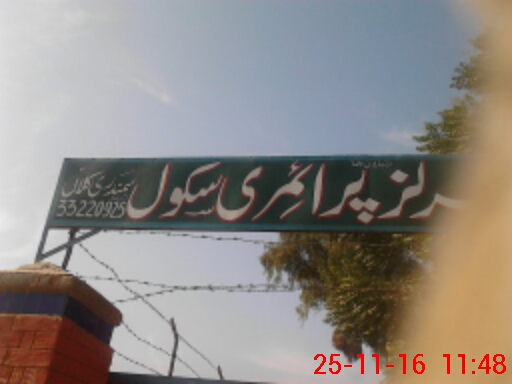 گرلز پرائمری سکول
سمندری کلاں
33220925
25-11-16 11:48